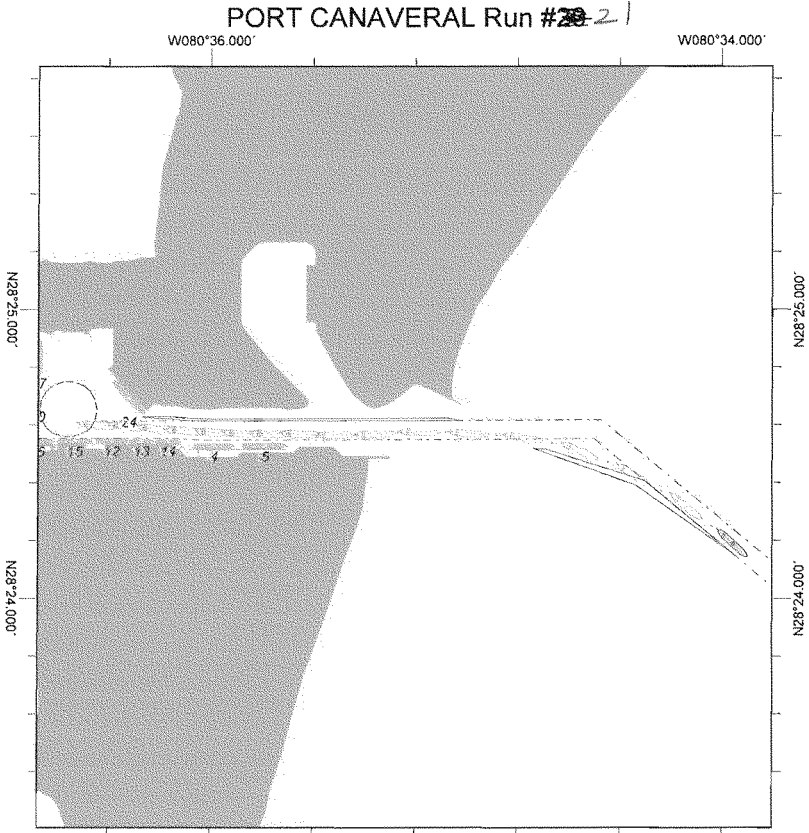 PORT CANAVERAL Run #20 21
W080°36.000′ W080°34.000′
N28°25.000′ N28°25.000′
7
24
15 12 13 14 4 5
N28°24.000′ N28°24.000′